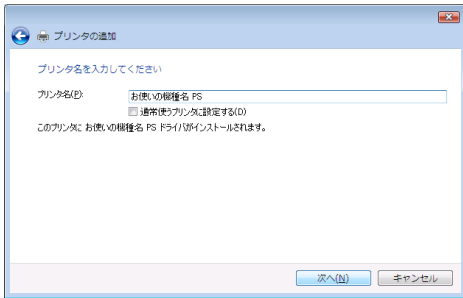 プリンタの追加
プリンタ名を入力してください
プリンタ名(P):
お使いの機種名 PS
通常使うプリンタに設定する(D)
このプリンタに お使いの機種名 PS ドライバがインストールされます。
次へ(N)
キャンセル